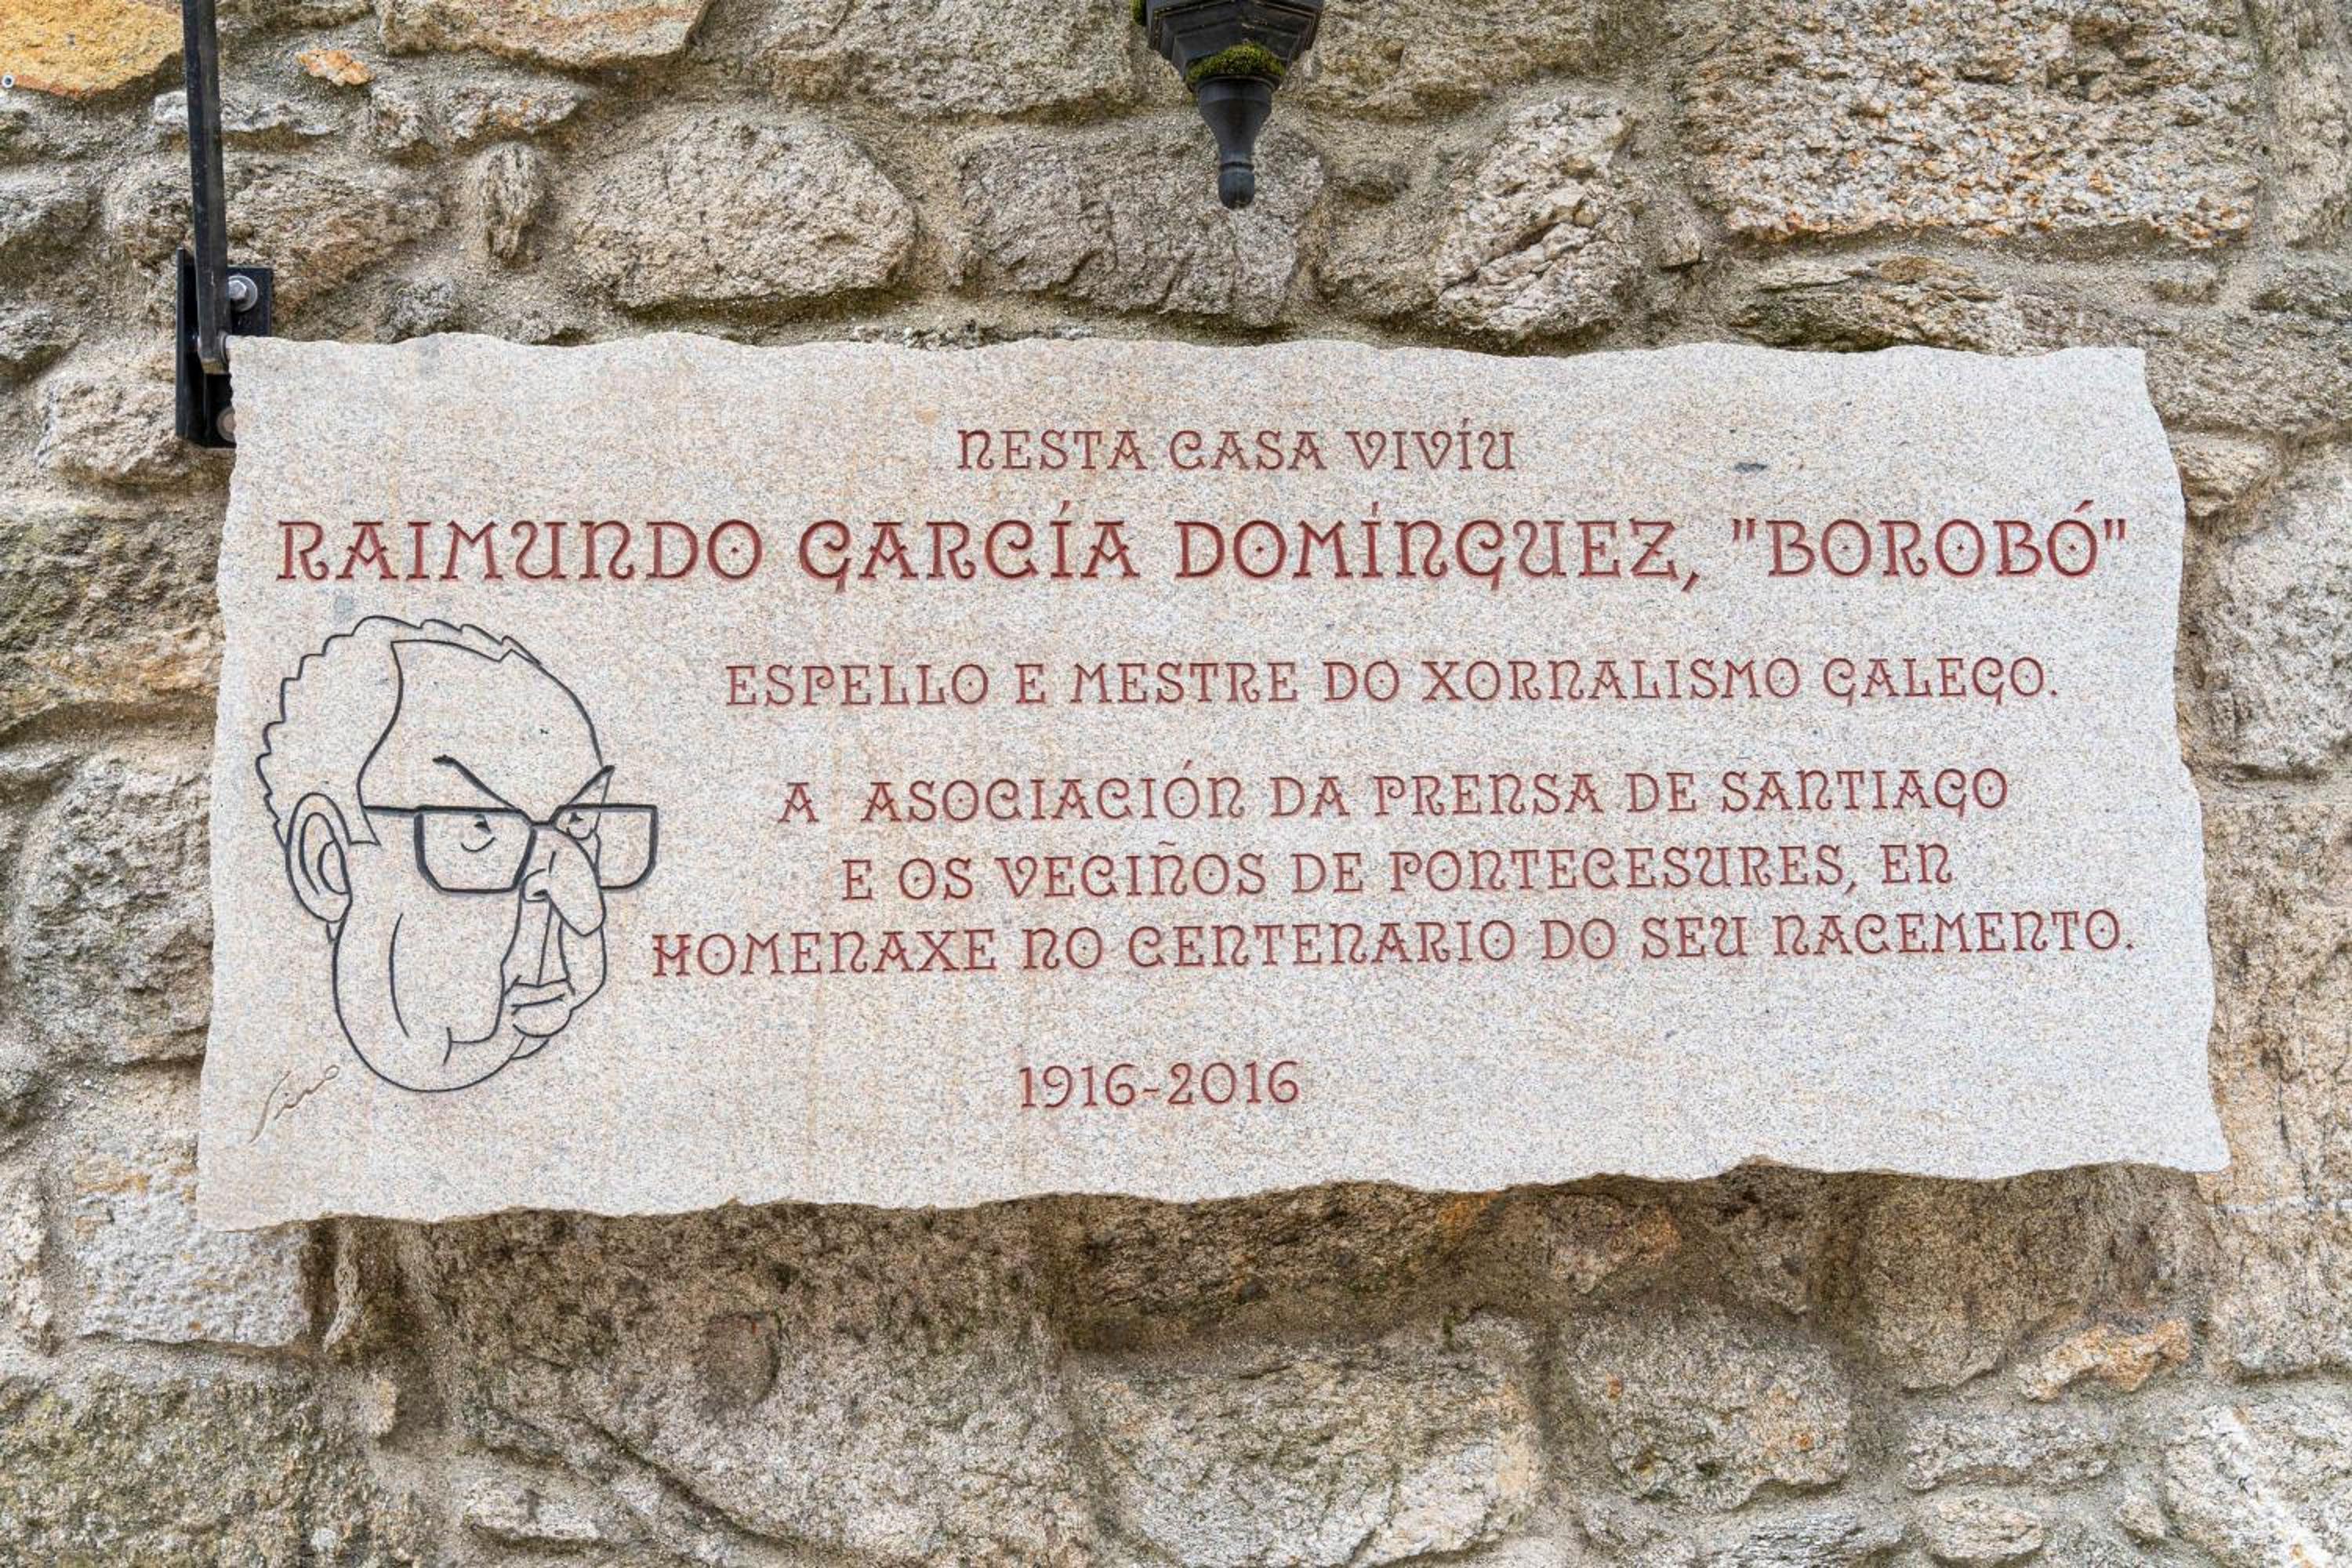 NESTA CASA VIVÍU
RAIMUNDO GARCÍA DOMÍNGUEZ, "BOROBÓ"
ESPELLO E MESTRE DO XORNALISMO GALEGO.
A ASOCIACIÓN DA PRENSA DE SANTIAGO
E OS VECIÑOS DE PONTECESURES, EN
HOMENAXE NO CENTENARIO DO SEU NACEMENTO.
Siro
1916-2016